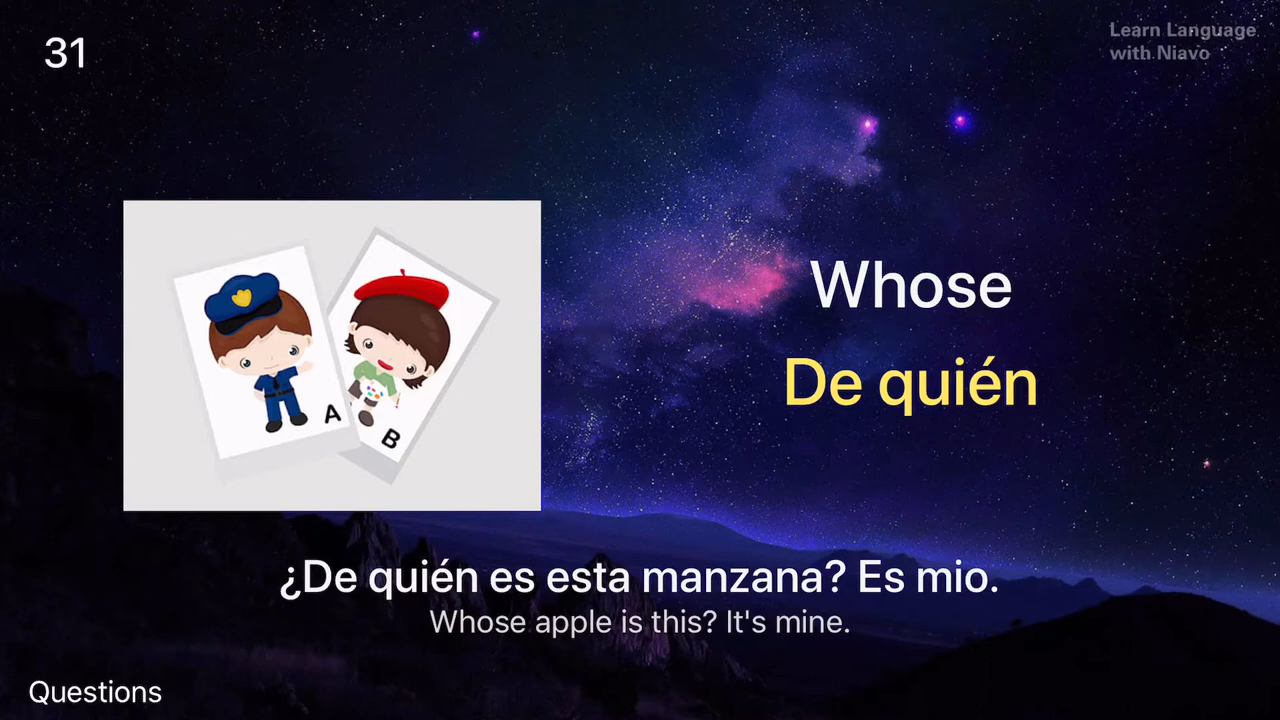 31
Learn Language
with Niavo
A
B
Whose
De quién
¿De quién es esta manzana? Es mio.
Whose apple is this? It's mine.
Questions